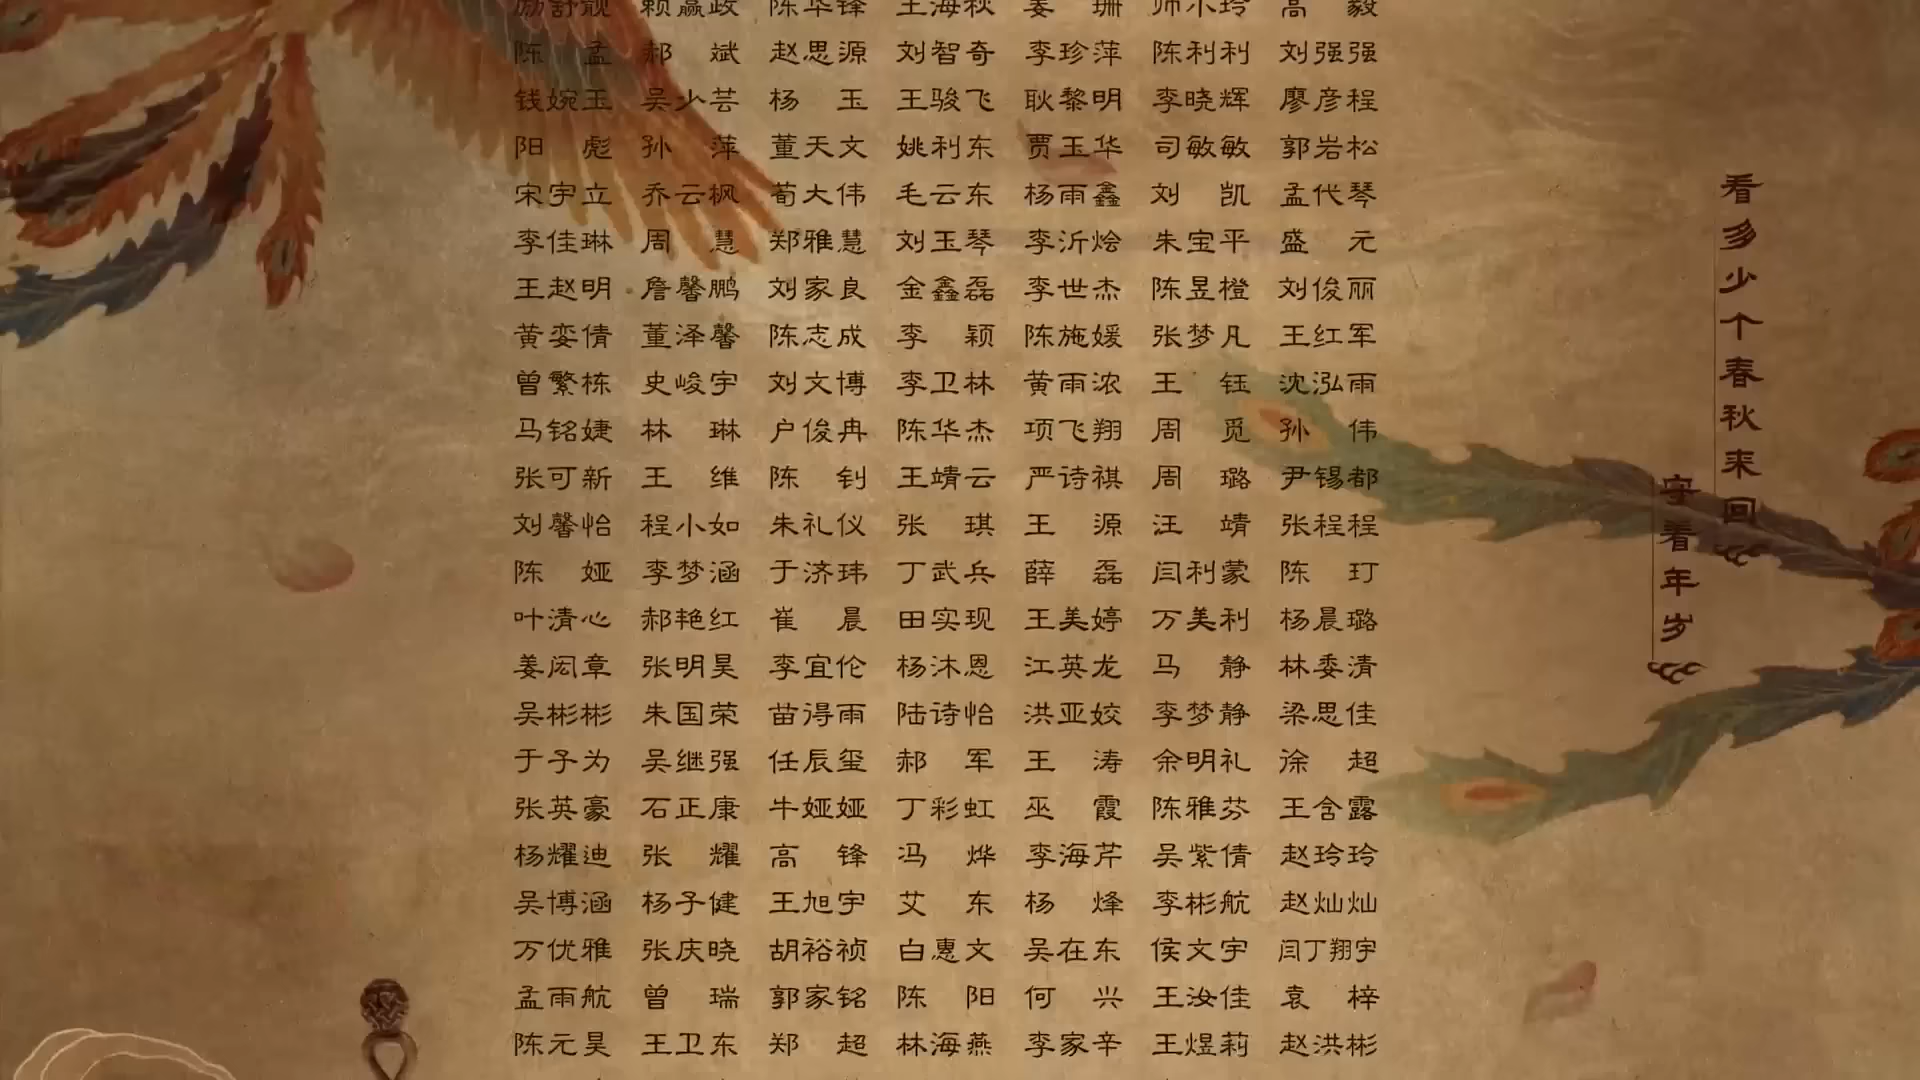 陈孟 郝斌 赵思源 刘智奇 李珍萍 陈利利 刘强强
钱婉玉 吴少芸 杨玉 王骏飞 耿黎明 李晓辉 廖彦程
阳彪 孙萍 董天文 姚利东 贾玉华 司敏敏 郭岩松
宋宇立 乔云枫 荀大伟 毛云东 杨雨鑫 刘凯 孟代琴
李佳琳 周慧 郑雅慧 刘玉琴 李沂烩 朱宝平 盛元
王赵明 詹馨鹏 刘家良 金鑫磊 李世杰 陈昱橙 刘俊丽
黄娈倩 董泽馨 陈志成 李颖 陈施媛 张梦凡 王红军
曾繁栋 史峻宇 刘文博 李卫林 黄雨浓 王钰 沈泓雨
马铭婕 林琳 户俊冉 陈华杰 项飞翔 周觅 孙伟
张可新 王维 陈钊 王靖云 严诗祺 周璐 尹锡都
刘馨怡 程小如 朱礼仪 张琪 王源 汪靖 张程程
陈娅 李梦涵 于济玮 丁武兵 薛磊 闫利蒙 陈玎
叶清心 郝艳红 崔晨 田实现 王美婷 万美利 杨晨璐
姜闳章 张明昊 李宜伦 杨沐恩 江英龙 马静 林委清
吴彬彬 朱国荣 苗得雨 陆诗怡 洪亚姣 李梦静 梁思佳
于子为 吴继强 任辰玺 郝军 王涛 余明礼 徐超
张英豪 石正康 牛娅娅 丁彩虹 巫霞 陈雅芬 王含露
杨耀迪 张耀 高锋 冯烨 李海芹 吴紫倩 赵玲玲
吴博涵 杨子健 王旭宇 艾东 杨烽 李彬航 赵灿灿
万优雅 张庆晓 胡裕祯 白惠文 吴在东 侯文宇 闫丁翔宇
孟雨航 曾瑞 郭家铭 陈阳 何兴 王汝佳 袁梓
陈元昊 王卫东 郑超 林海燕 李家辛 王煜莉 赵洪彬
看多少个春秋来回
守着年岁